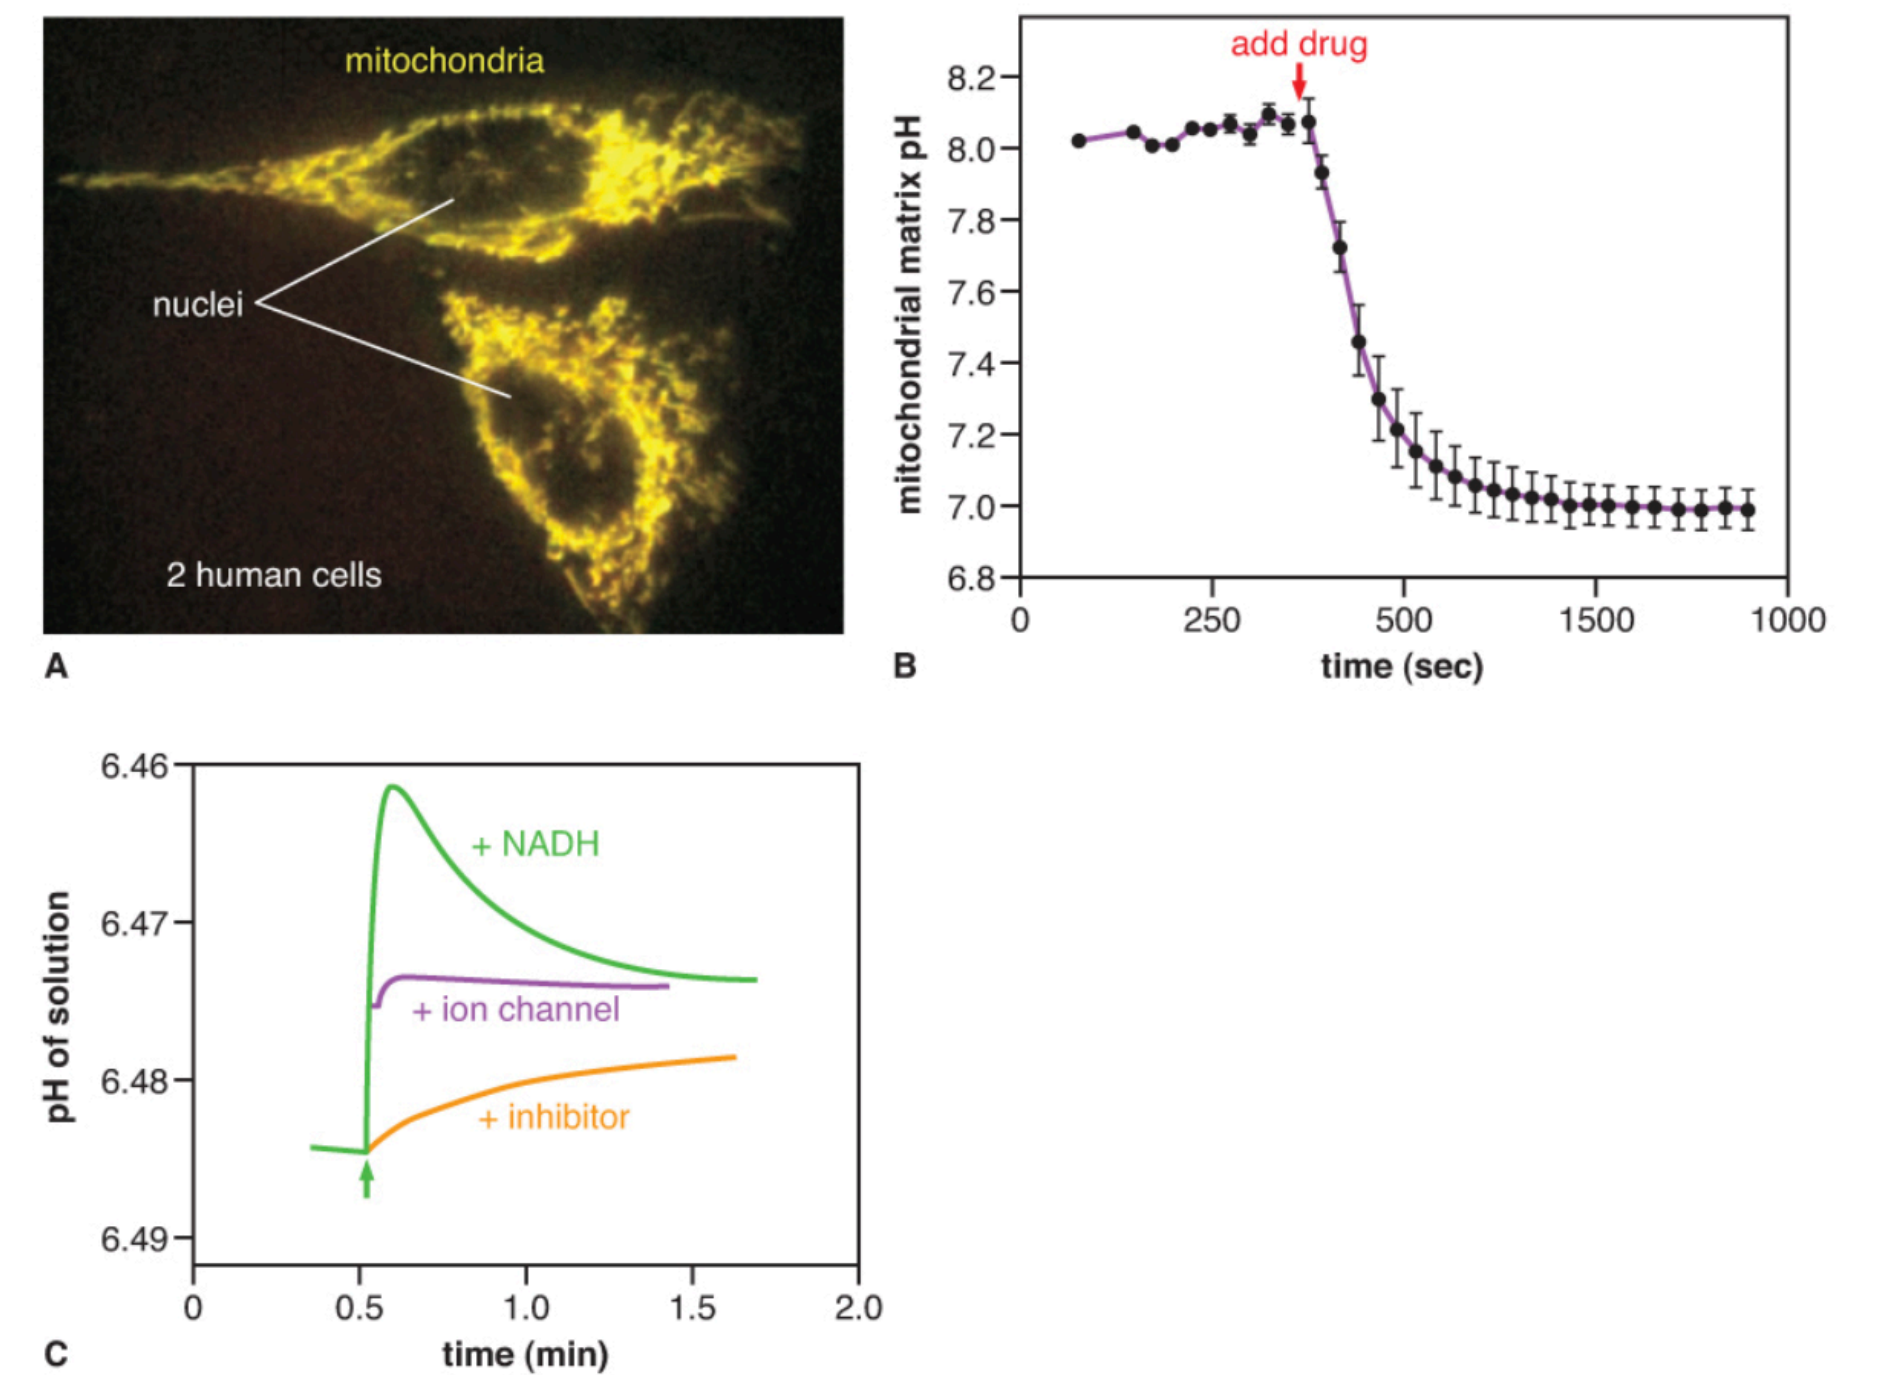 mitochondria
nuclei
2 human cells
A
add drug
mitochondrial matrix pH
8.2
8.0
7.8
7.6
7.4
7.2
7.0
6.8
0 250 500 1500 1000
time (sec)
B
pH of solution
6.46
6.47
6.48
6.49
+ NADH
+ ion channel
+ inhibitor
0 0.5 1.0 1.5 2.0
time (min)
C